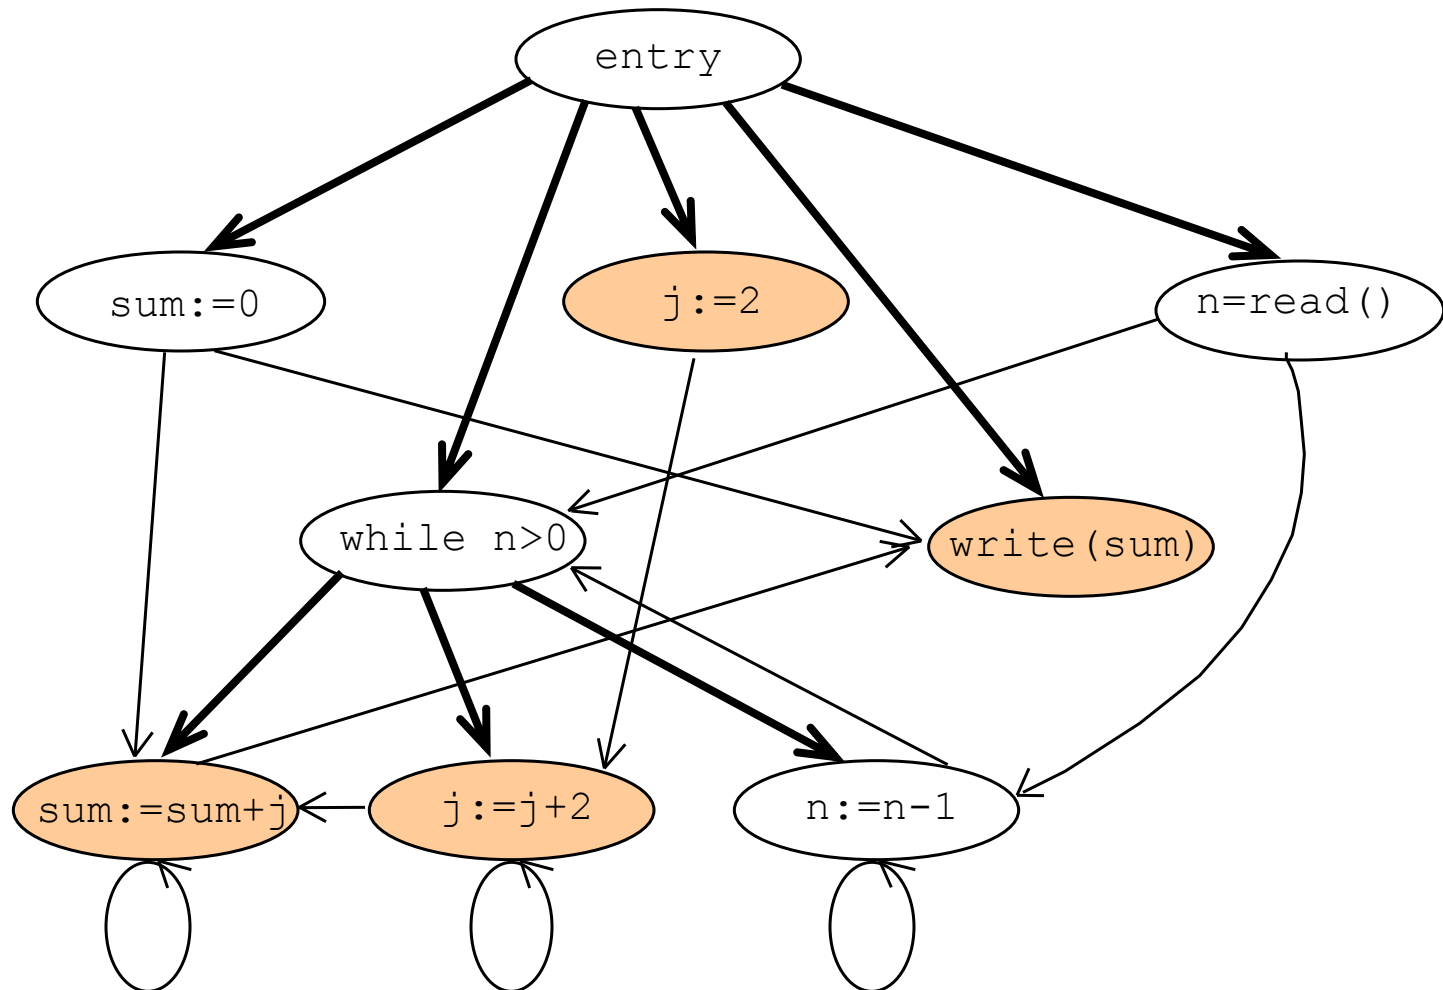 entry
sum:=0
j:=2
n=read()
while n>0
write(sum)
sum:=sum+j
j:=j+2
n:=n-1